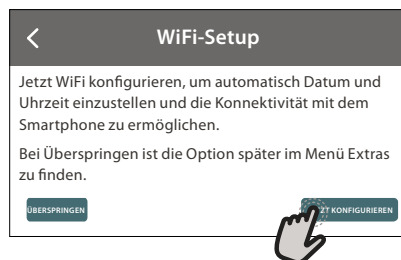 WiFi-Setup
Jetzt WiFi konfigurieren, um automatisch Datum und
Uhrzeit einzustellen und die Konnektivität mit dem
Smartphone zu ermöglichen.
Bei Überspringen ist die Option später im Menü Extras
zu finden.
ÜBERSPRINGEN
KONFIGURIEREN